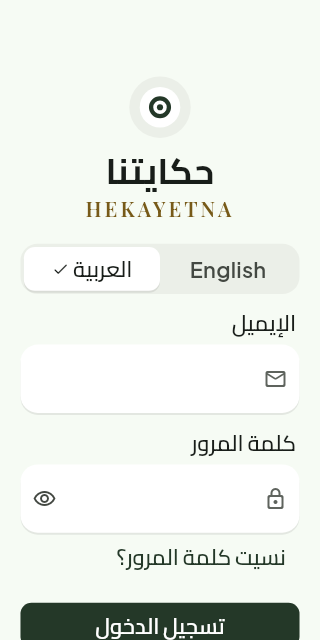 حكايتنا
HEKAYETNA
العربية English
الإيميل
كلمة المرور
نسيت كلمة المرور؟
تسجيل الدخول